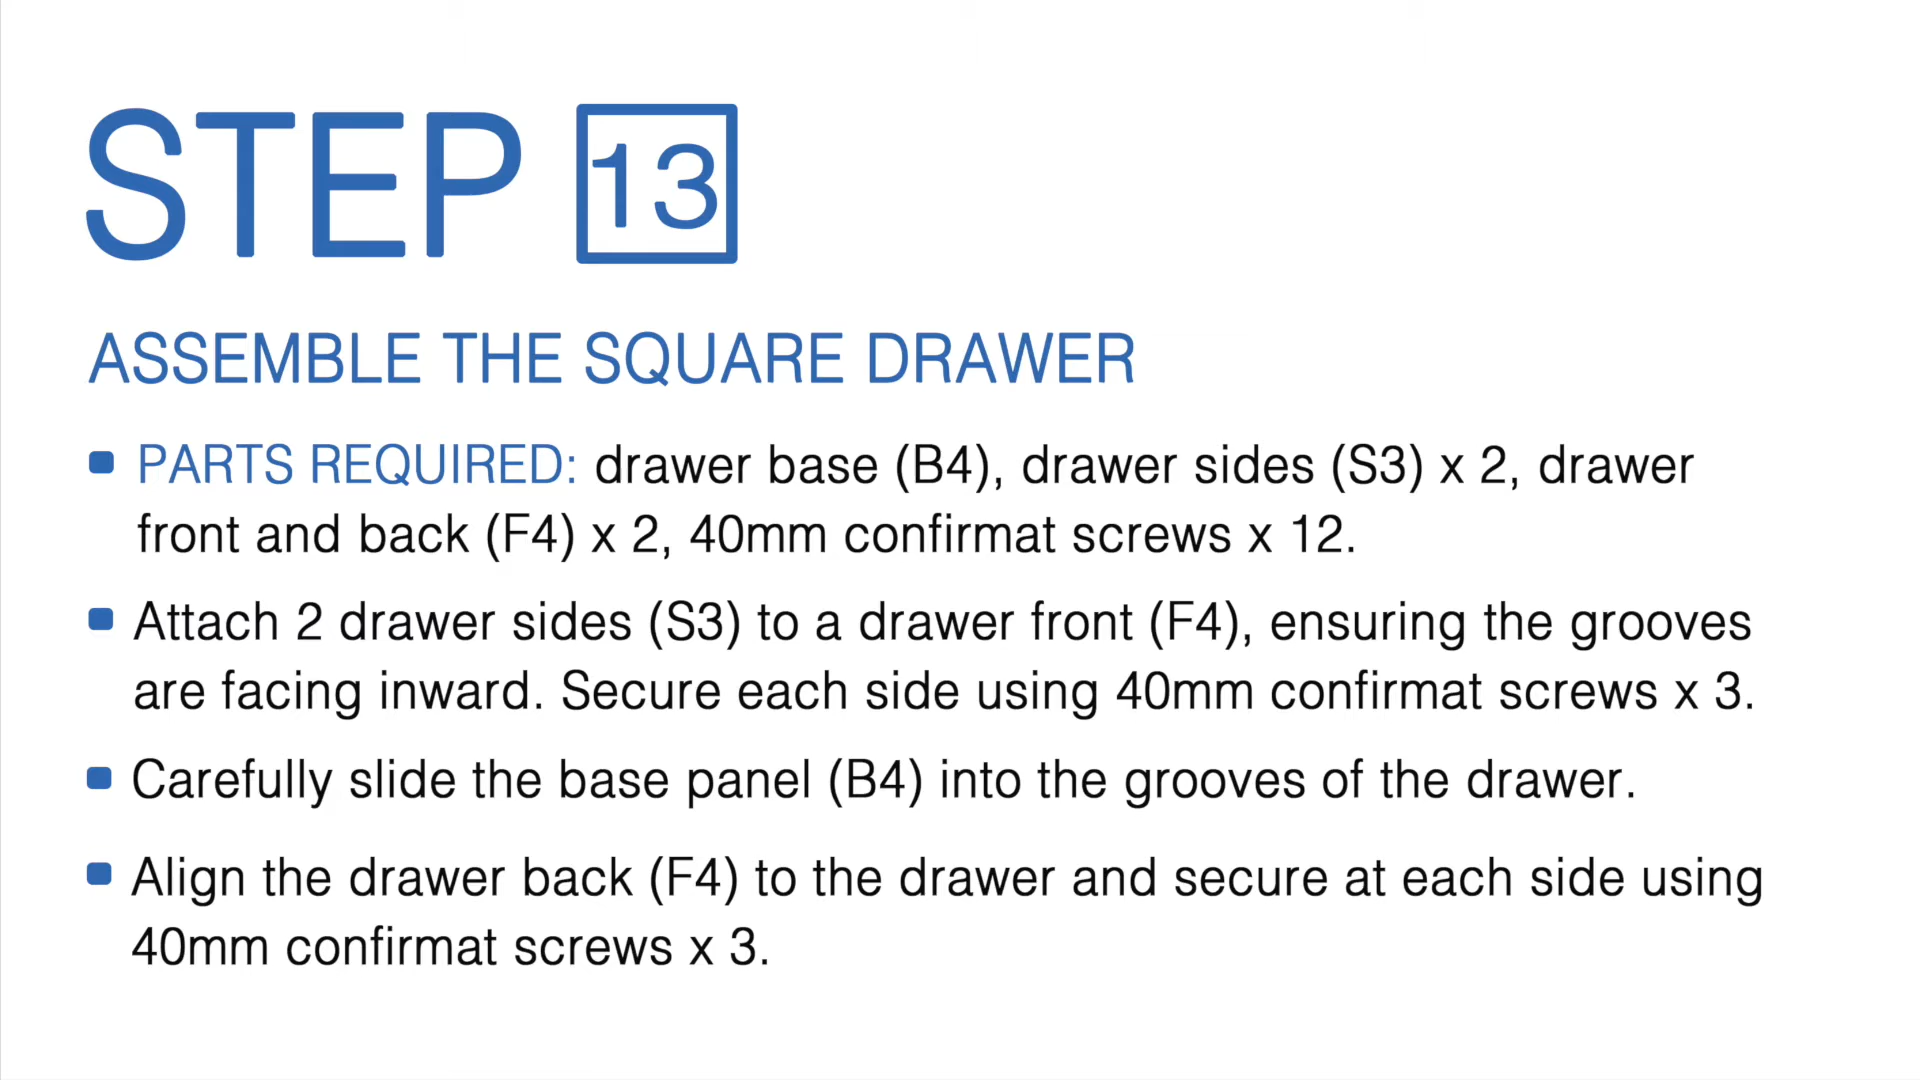 STEP 13
ASSEMBLE THE SQUARE DRAWER
PARTS REQUIRED: drawer base (B4), drawer sides (S3) x 2, drawer
front and back (F4) x 2, 40mm confirmat screws x 12.
Attach 2 drawer sides (S3) to a drawer front (F4), ensuring the grooves
are facing inward. Secure each side using 40mm confirmat screws x 3.
Carefully slide the base panel (B4) into the grooves of the drawer.
Align the drawer back (F4) to the drawer and secure at each side using
40mm confirmat screws x 3.